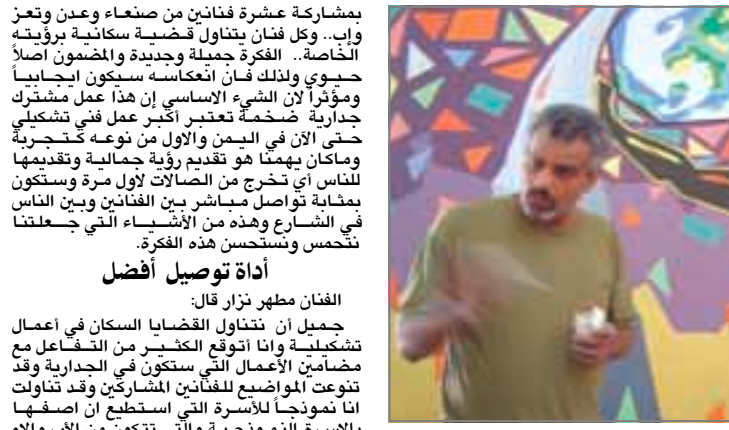 بمشاركة عشرة فنانين من صنعاء وعدن وتعز
وإب.. وكل فنان يتناول قضية سكانية برؤيته
الخاصة.. الفكرة جميلة وجديدة والمضمون اصلاً
حيوي ولذلك فان انعكاسه سيكون ايجابياً
ومؤثراً لان الشيء الاساسي إن هذا عمل مشترك
جدارية ضخمة تعتبر أكبر عمل فني تشكيلي
حتى الآن في اليمن والاول من نوعه كتجربة
وماكان يهمنا هو تقديم رؤية جمالية وتقديمها
للناس أي تخرج من الصالات لاول مرة وستكون
بمثابة تواصل مباشر بين الفنانين وبين الناس
في الشارع وهذه من الأشياء التي جعلتنا
نتحمس ونستحسن هذه الفكرة.
أداة توصيل أفضل
الفنان مطهر نزار قال:
جميل أن نتناول القضايا السكان في أعمال
تشكيلية وانا أتوقع الكثير من التفاعل مع
مضامين الأعمال التي ستكون في الجدارية وقد
تنوعت المواضيع للفنانين المشاركين وقد تناولت
انا نموذجاً للأسرة التي استطيع ان اصفها